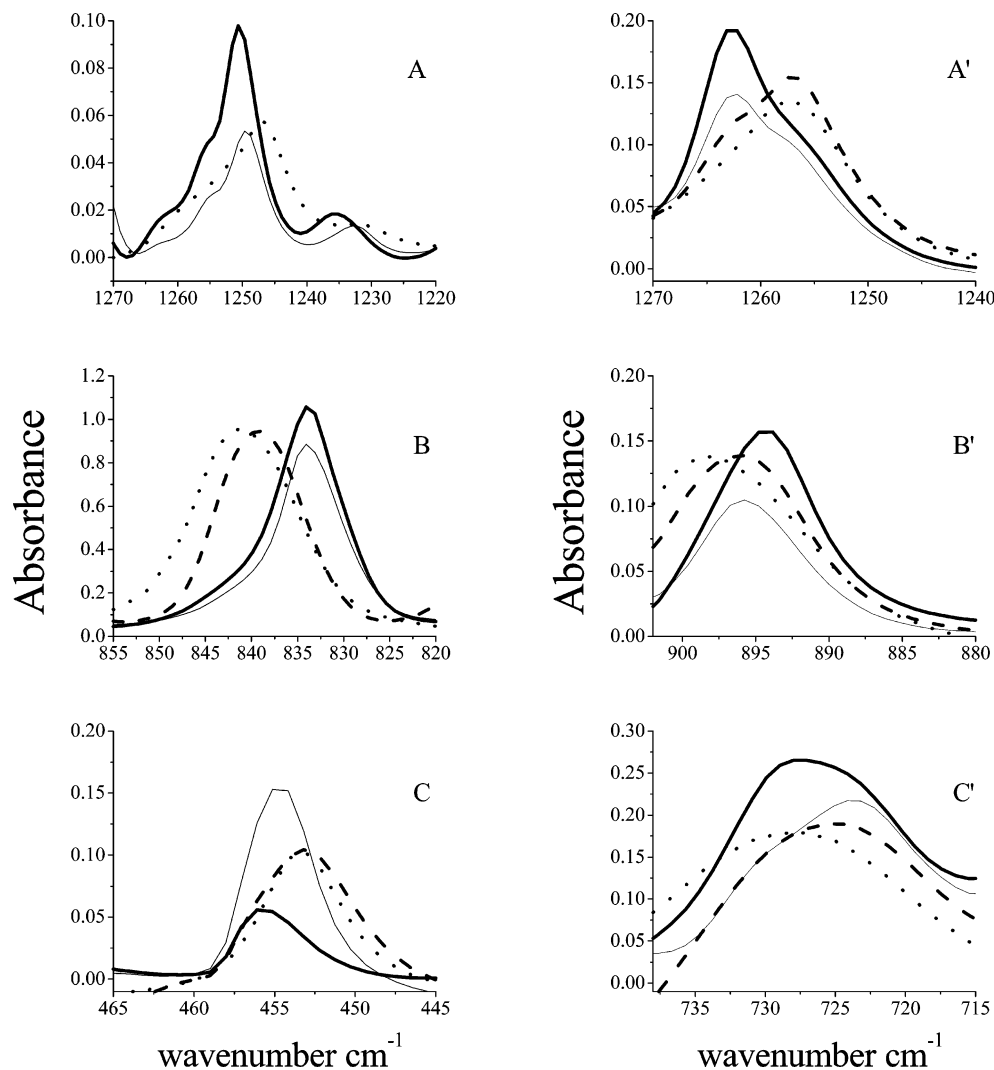 0.10
0.08
0.06
0.04
0.02
0.00
1270 1260 1250 1240 1230 1220
A
0.20
0.15
0.10
0.05
0.00
1270 1260 1250 1240
A'
Absorbance
1.2
1.0
0.8
0.6
0.4
0.2
0.0
855 850 845 840 835 830 825 820
B
Absorbance
0.20
0.15
0.10
0.05
0.00
900 895 890 885 880
B'
0.20
0.15
0.10
0.05
0.00
465 460 455 450 445
C
wavenumber cm-1
0.30
0.25
0.20
0.15
0.10
0.05
0.00
735 730 725 720 715
C'
wavenumber cm-1